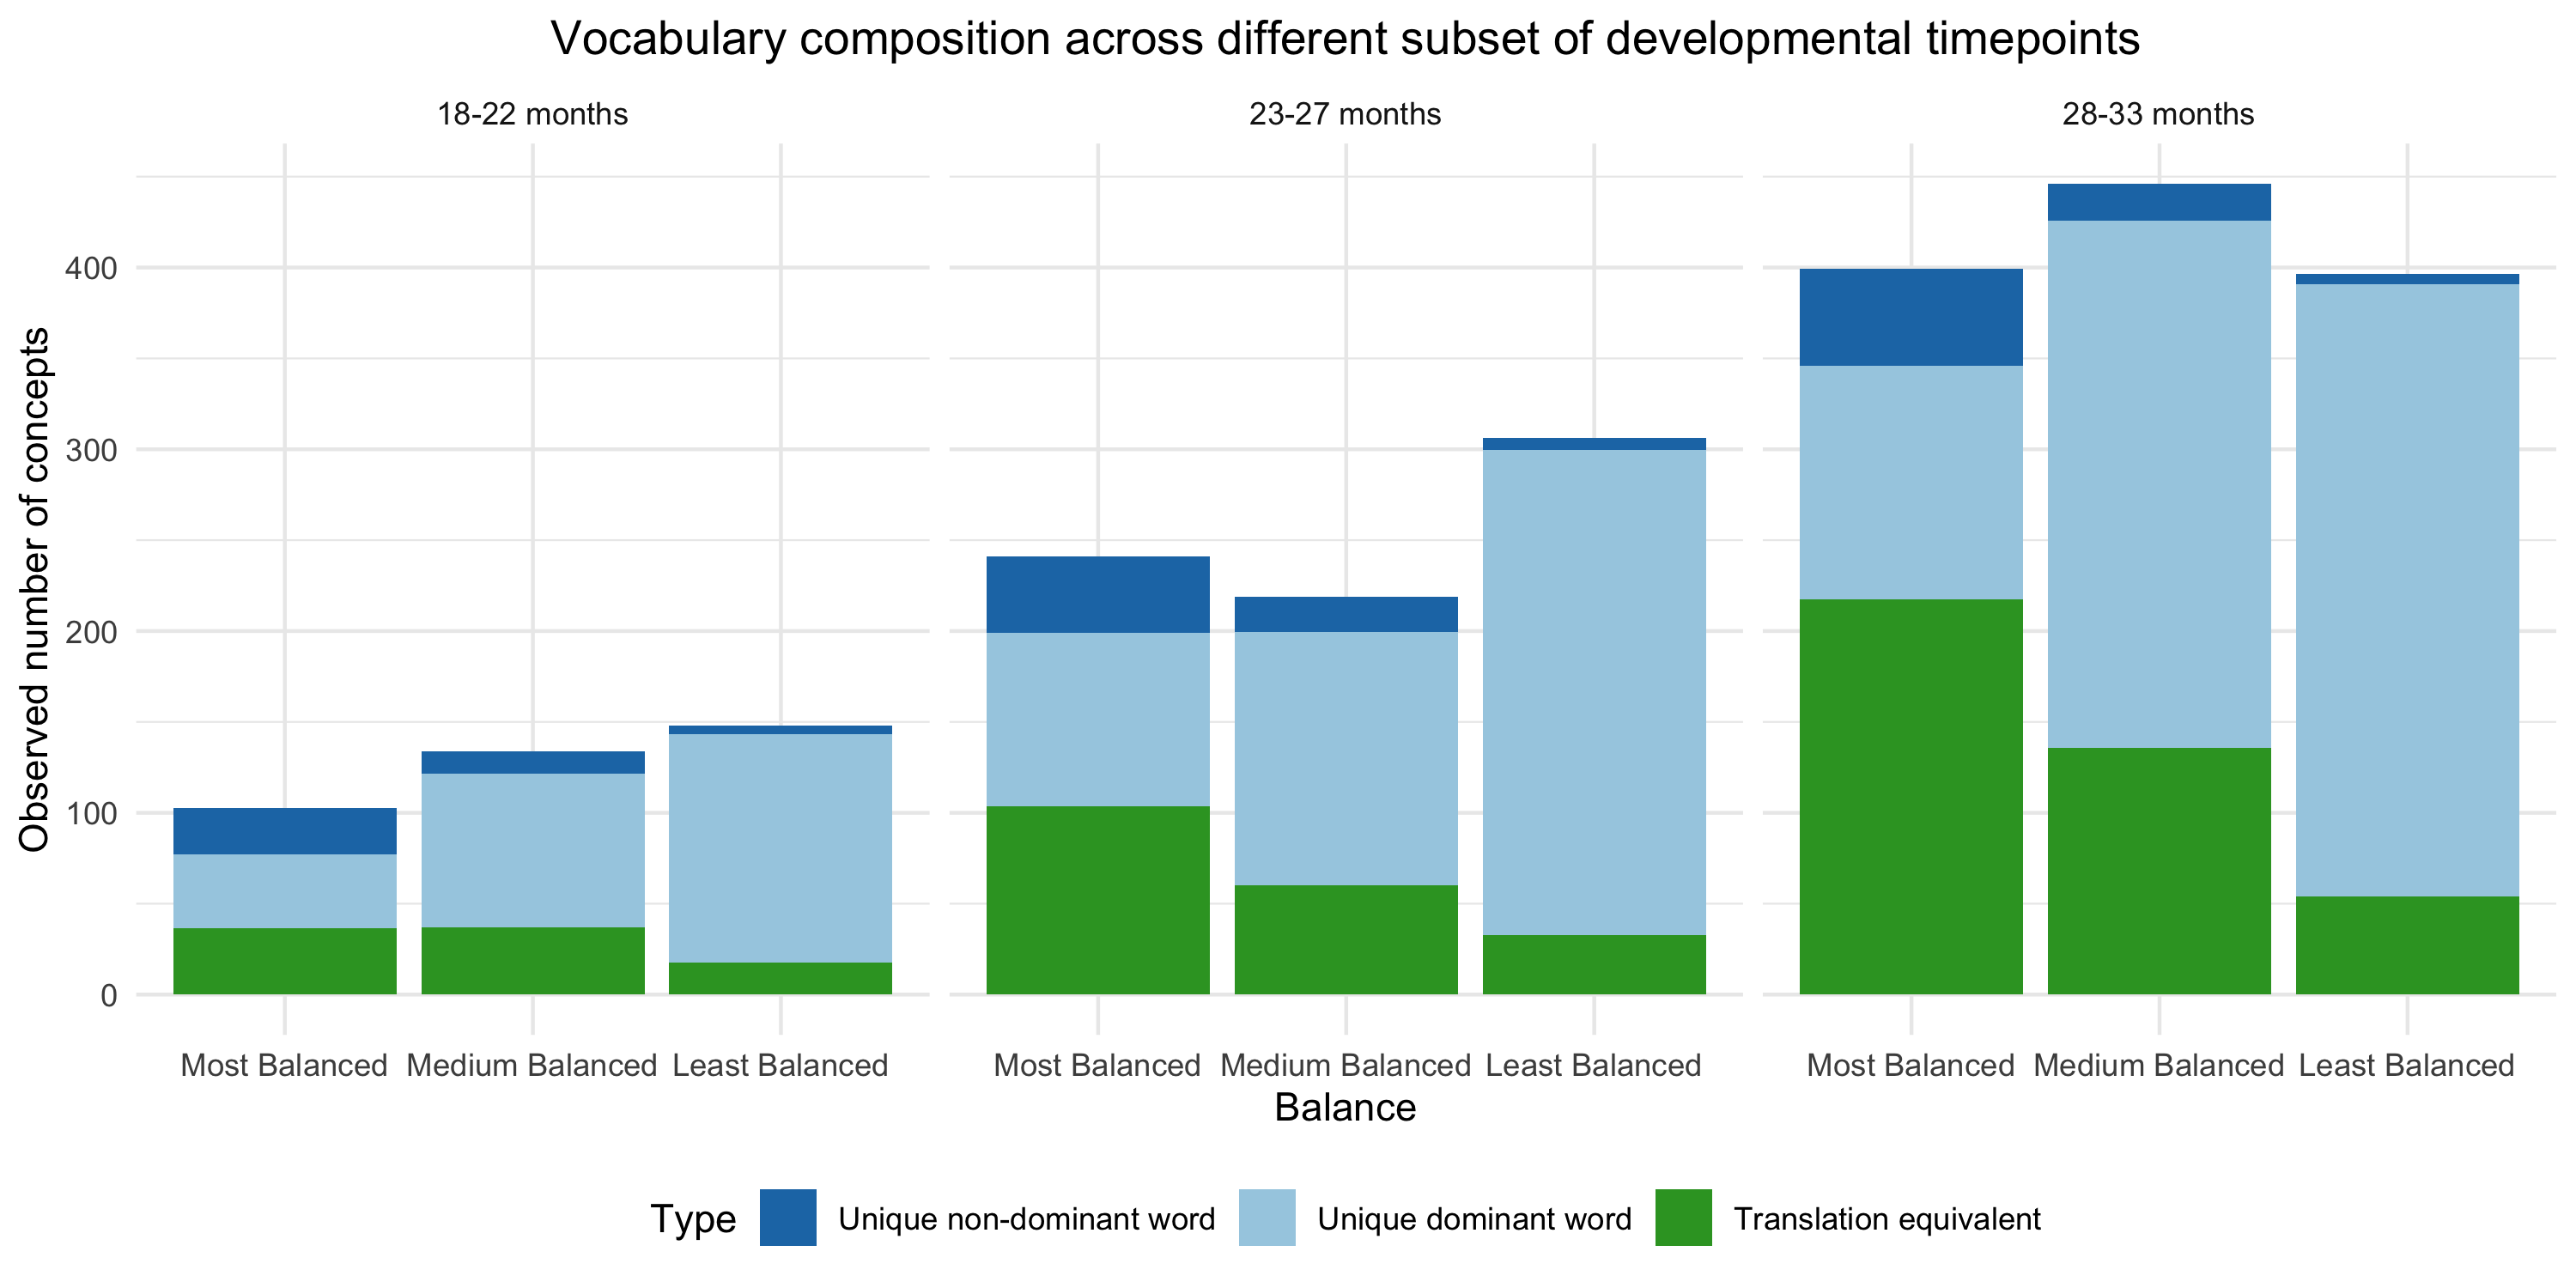 Vocabulary composition across different subset of developmental timepoints
18-22 months
23-27 months
28-33 months
Observed number of concepts
400
300
200
100
0
Most Balanced Medium Balanced Least Balanced
Most Balanced Medium Balanced Least Balanced
Most Balanced Medium Balanced Least Balanced
Balance
Type Unique non-dominant word Unique dominant word Translation equivalent